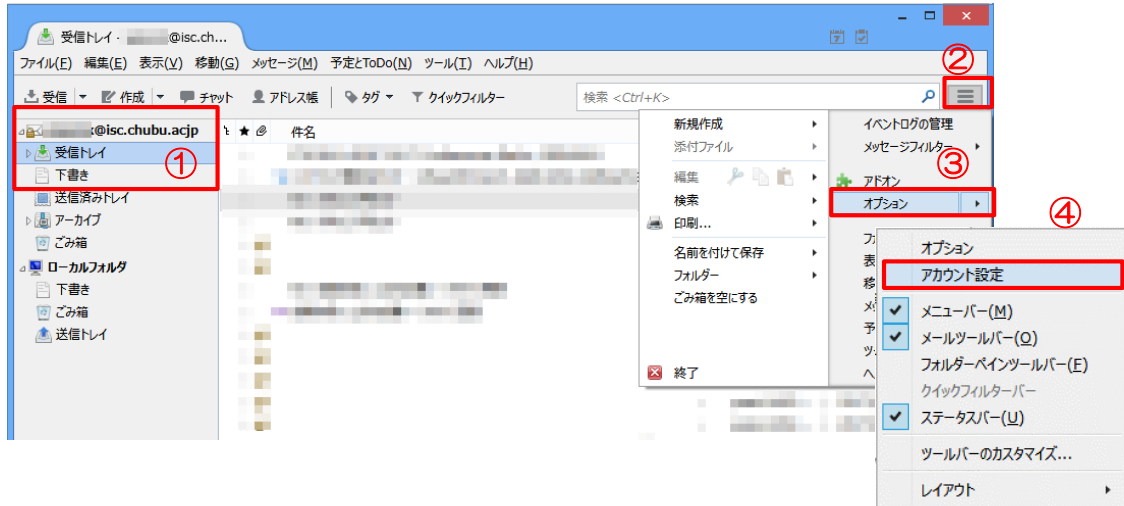 受信トレイ - @isc.ch...
ファイル(F) 編集(E) 表示(V) 移動(G) メッセージ(M) 予定とToDo(N) ツール(T) ヘルプ(H)
②
受信 作成 チャット アドレス帳 タグ クイックフィルター 検索 <Ctrl+K>
@isc.chubu.acjp
件名
①
受信トレイ
下書き
送信済みトレイ
アーカイブ
ごみ箱
ローカルフォルダ
下書き
ごみ箱
送信トレイ
新規作成
添付ファイル
編集
検索
印刷...
名前を付けて保存
フォルダー
ごみ箱を空にする
終了
イベントログの管理
メッセージフィルター
③
アドオン
オプション
④
オプション
アカウント設定
メニューバー(M)
メールツールバー(O)
フォルダーペインツールバー(F)
クイックフィルターバー
ステータスバー(U)
ツールバーのカスタマイズ...
レイアウト